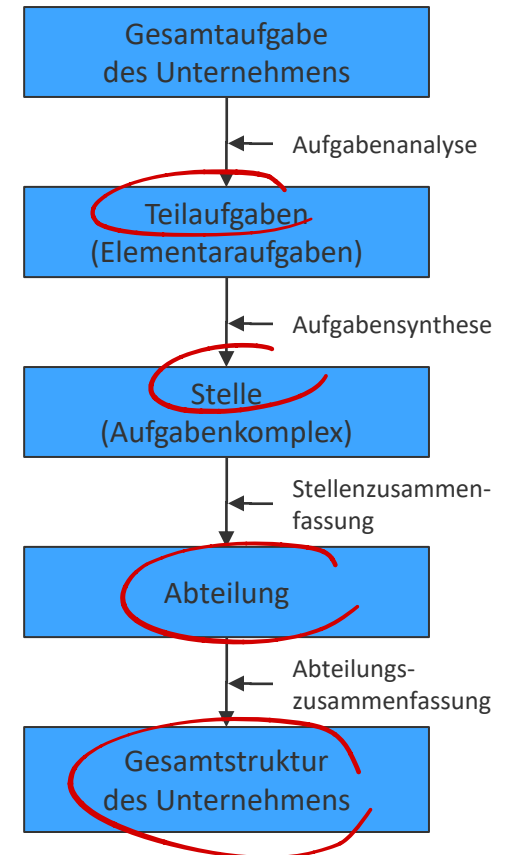 Gesamtaufgabe
des Unternehmens
Aufgabenanalyse
Teilaufgaben
(Elementaraufgaben)
Aufgabensynthese
Stelle
(Aufgabenkomplex)
Stellenzusammen-
fassung
Abteilung
Abteilungs-
zusammenfassung
Gesamtstruktur
des Unternehmens